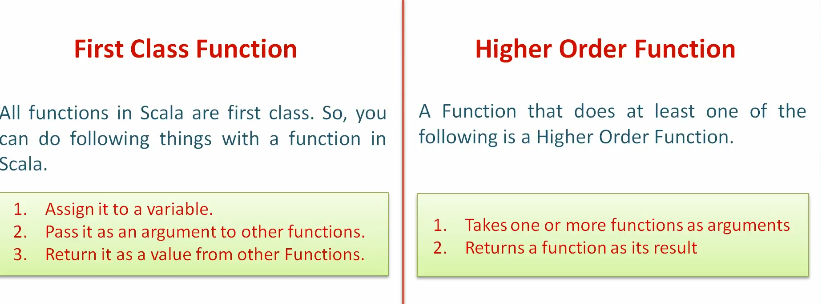 First Class Function
All functions in Scala are first class. So, you
can do following things with a function in
Scala.
1. Assign it to a variable.
2. Pass it as an argument to other functions.
3. Return it as a value from other Functions.
Higher Order Function
A Function that does at least one of the
following is a Higher Order Function.
1. Takes one or more functions as arguments
2. Returns a function as its result